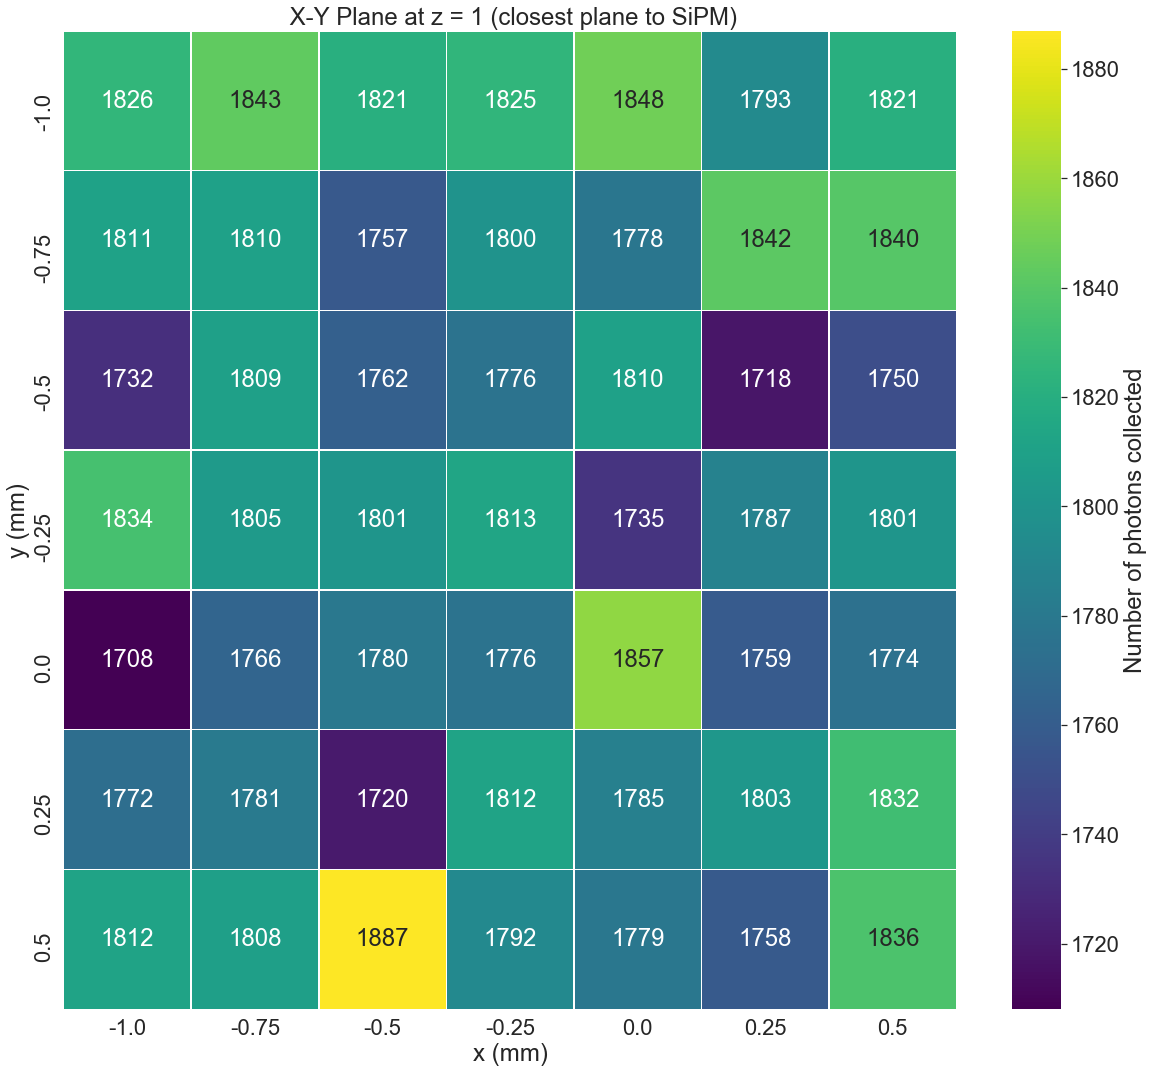 X-Y Plane at z = 1 (closest plane to SiPM)
-1.0 1826 1843 1821 1825 1848 1793 1821
-0.75 1811 1810 1757 1800 1778 1842 1840
-0.5 1732 1809 1762 1776 1810 1718 1750
-0.25 1834 1805 1801 1813 1735 1787 1801
0.0 1708 1766 1780 1776 1857 1759 1774
0.25 1772 1781 1720 1812 1785 1803 1832
0.5 1812 1808 1887 1792 1779 1758 1836
-1.0 -0.75 -0.5 -0.25 0.0 0.25 0.5
x (mm)
y (mm)
1880
1860
1840
1820
1800
1780
1760
1740
1720
Number of photons collected